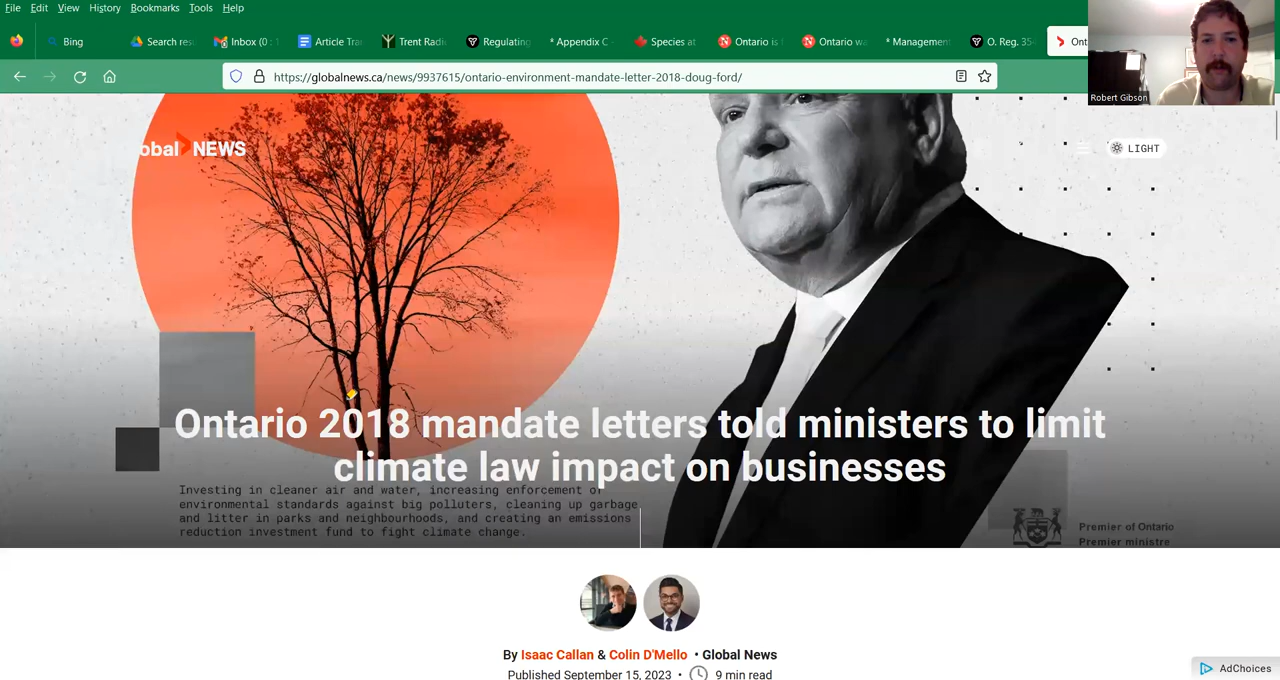 File Edit View History Bookmarks Tools Help
Bing
Search res
Inbox (0 : 1
Article Tra
Trent Radi
Regulating
* Appendix C
Species at
Ontario is
Ontario wa
* Managemen
O. Reg. 35
Ont
https://globalnews.ca/news/9937615/ontario-environment-mandate-letter-2018-doug-ford/
Robert Gibson
obal NEWS
LIGHT
Ontario 2018 mandate letters told ministers to limit
climate law impact on businesses
Investing in cleaner air and water, increasing enforcement of
environmental standards against big polluters, cleaning up garbage
and litter in parks and neighbourhoods, and creating an emissions
reduction investment fund to fight climate change.
Premier of Ontario
Premier ministre
By Isaac Callan & Colin D'Mello • Global News
Published September 15, 2023 • 9 min read
AdChoices